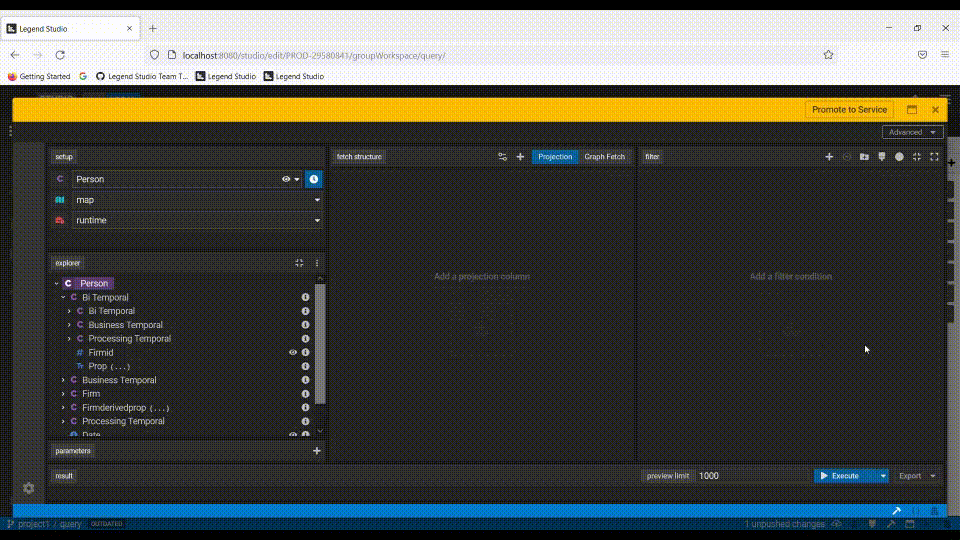 Legend Studio
localhost:8080/studio/edit/PROD-29580841/groupWorkspace/query/
Getting Started
Legend Studio Team T...
Legend Studio
Legend Studio
Promote to Service
Advanced
setup
fetch structure
Projection
Graph Fetch
filter
C Person
map
runtime
explorer
Add a projection column
Add a filter condition
C Person
C Bi Temporal
C Bi Temporal
C Business Temporal
C Processing Temporal
# Firmid
Tr Prop (...)
C Business Temporal
C Firm
C Firmderivedprop (...)
C Processing Temporal
Date
parameters
result
preview limit 1000
Execute
Export
project1 / query OUTDATED
1 unpushed changes